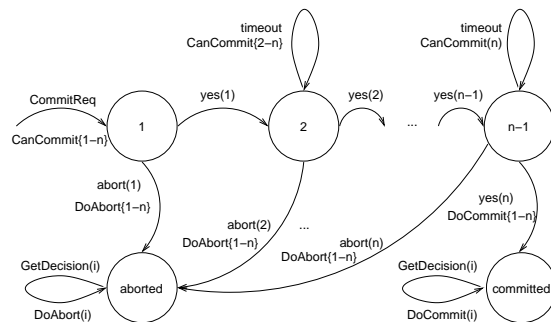 timeout
CanCommit{2−n}
timeout
CanCommit(n)
CommitReq
CanCommit{1−n}
1
yes(1)
2
yes(2)
...
yes(n−1)
n−1
abort(1)
DoAbort{1−n}
abort(2)
DoAbort{1−n}
...
abort(n)
DoAbort{1−n}
yes(n)
DoCommit{1−n}
GetDecision(i)
DoAbort(i)
aborted
GetDecision(i)
DoCommit(i)
committed